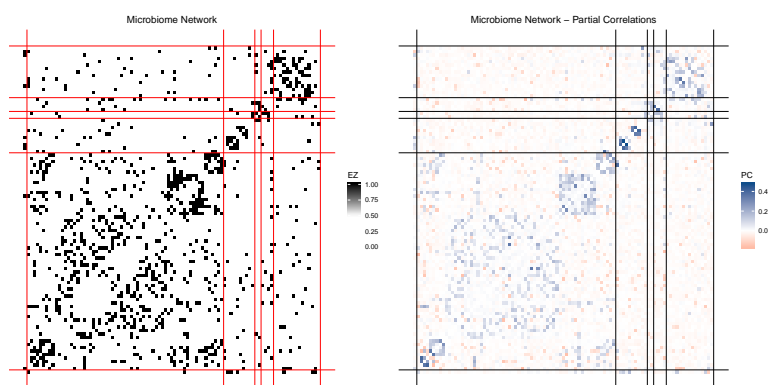 Microbiome Network
Microbiome Network − Partial Correlations
EZ
1.00
0.75
0.50
0.25
0.00
PC
0.4
0.2
0.0